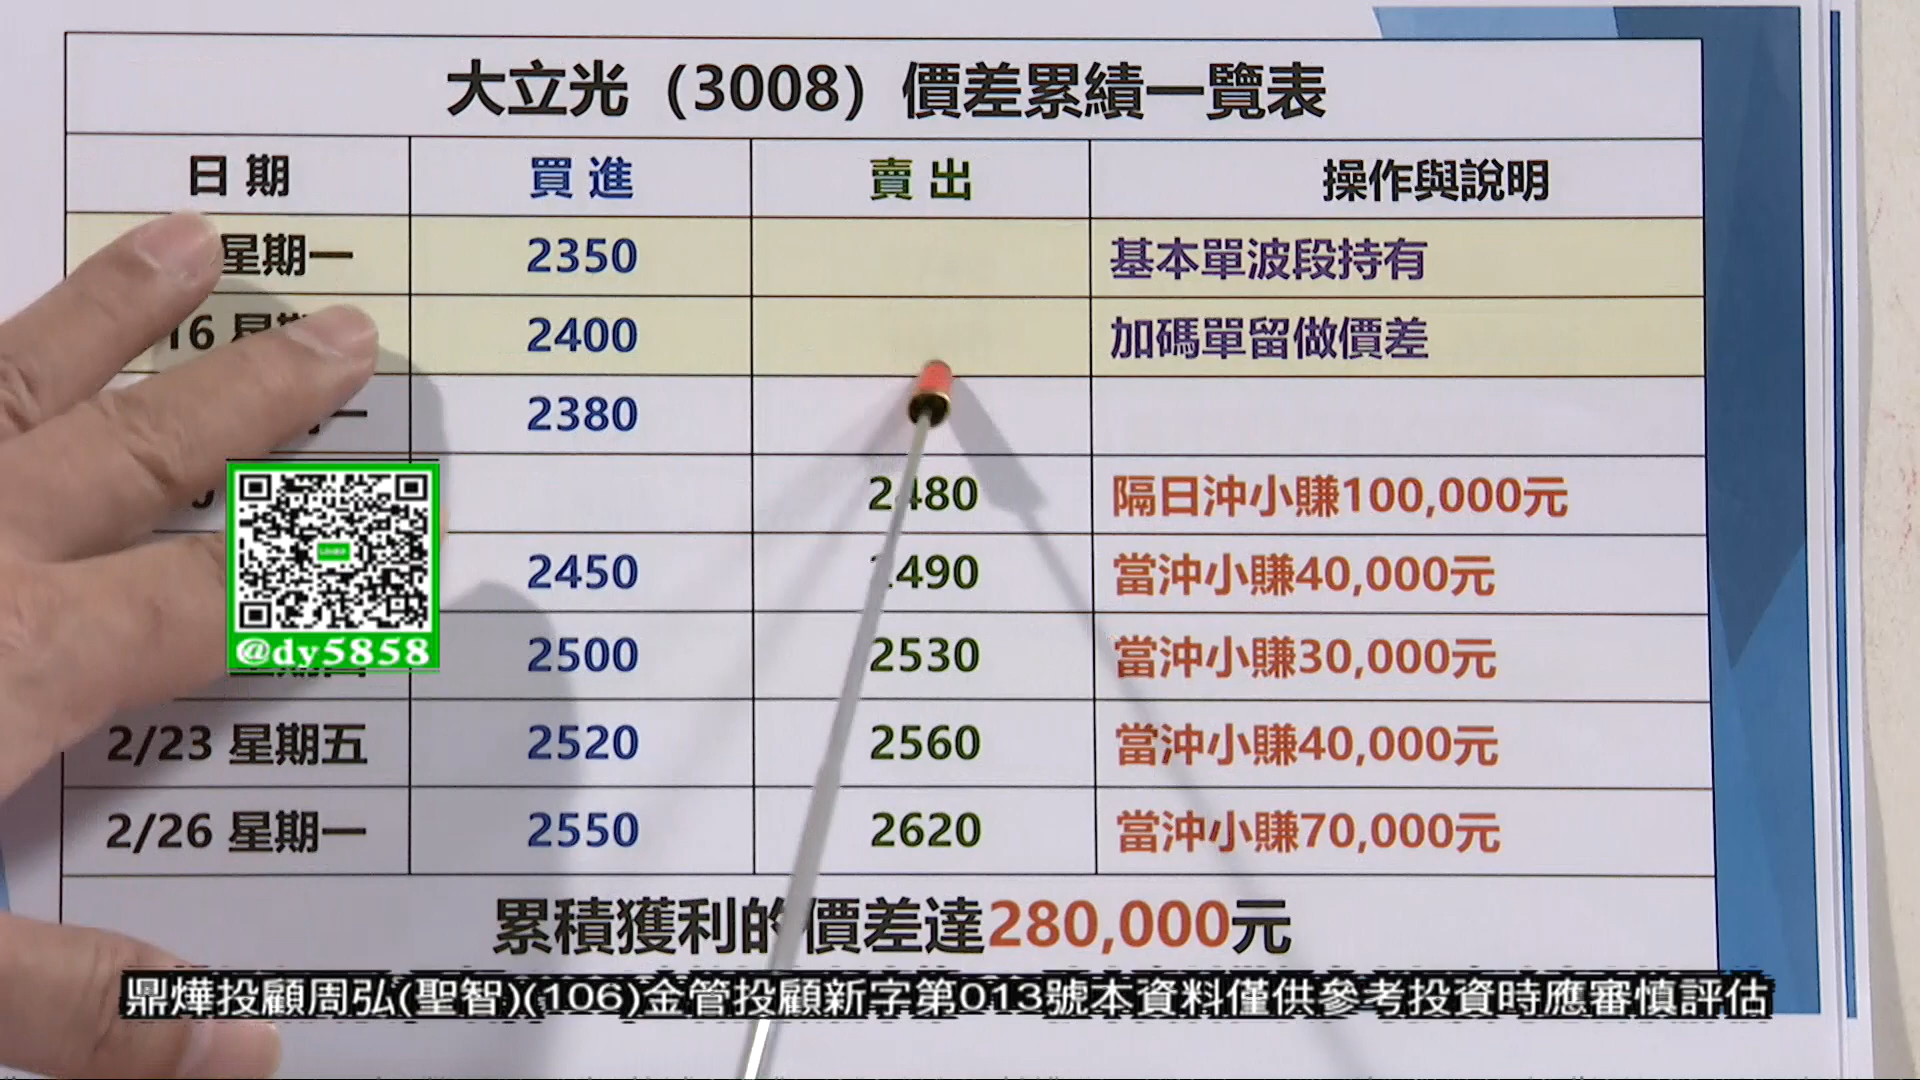 大立光（3008）價差累績一覽表
日期 買進 賣出 操作與說明
星期一 2350 基本單波段持有
16 星期 2400 加碼單留做價差
2380
2480 隔日沖小賺100,000元
2450 2490 當沖小賺40,000元
2500 2530 當沖小賺30,000元
2/23 星期五 2520 2560 當沖小賺40,000元
2/26 星期一 2550 2620 當沖小賺70,000元
累積獲利的價差達280,000元
@dy5858
鼎燁投顧周弘(聖智)(106)金管投顧新字第013號本資料僅供參考投資時應審慎評估